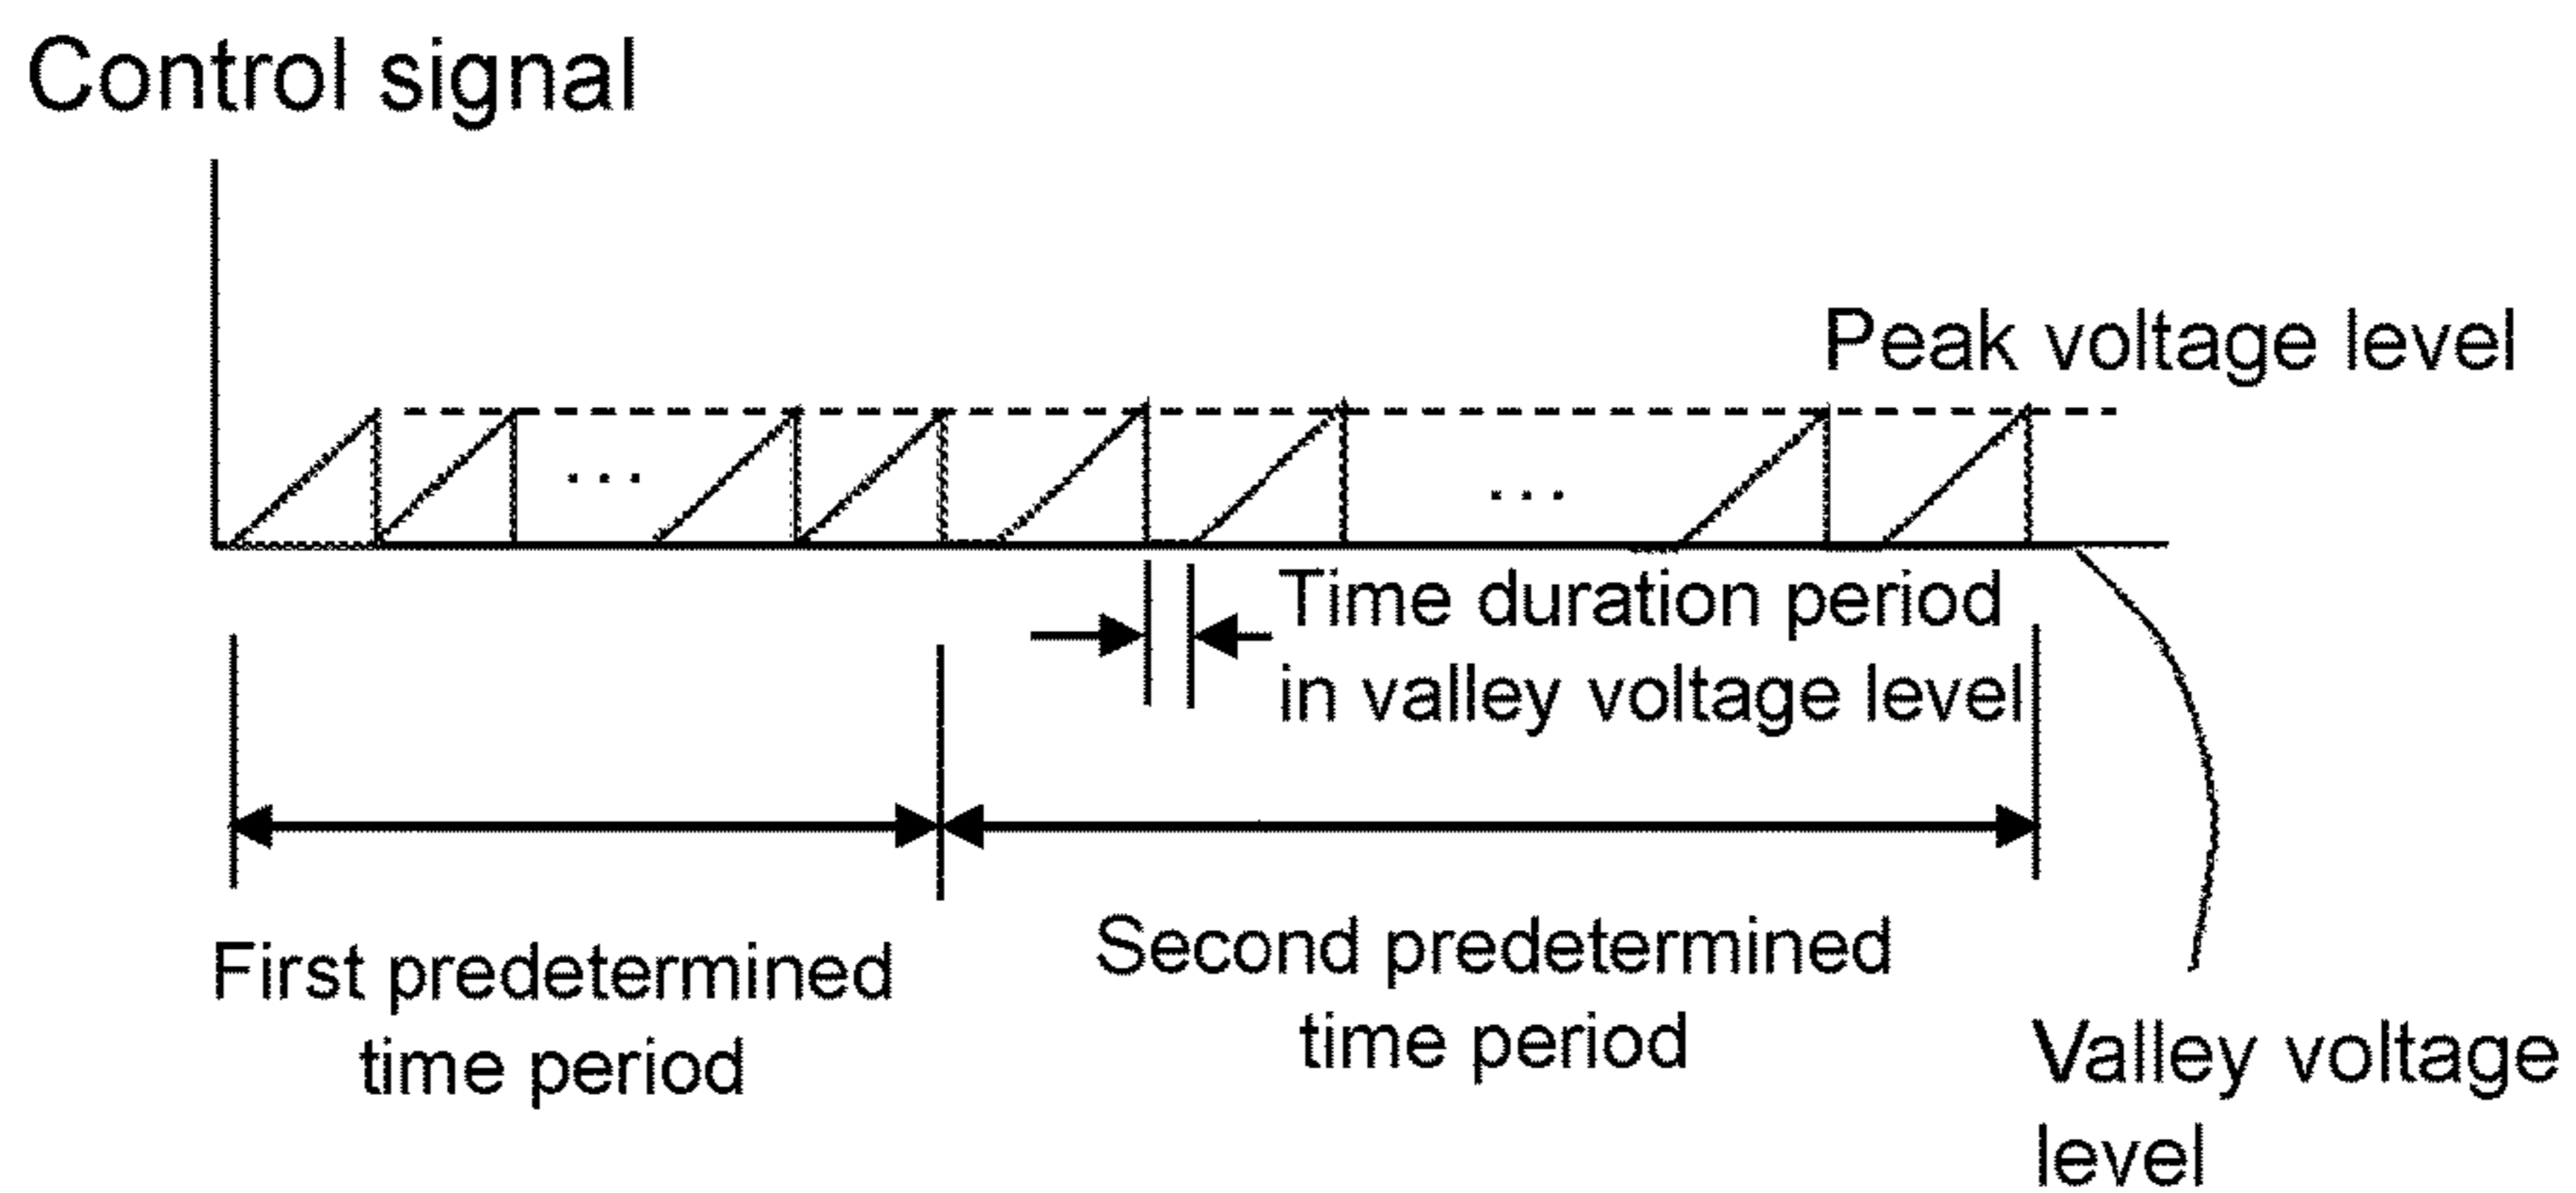 Control signal
Peak voltage level
...
...
Time duration period
in valley voltage level
First predetermined
time period
Second predetermined
time period
Valley voltage
level